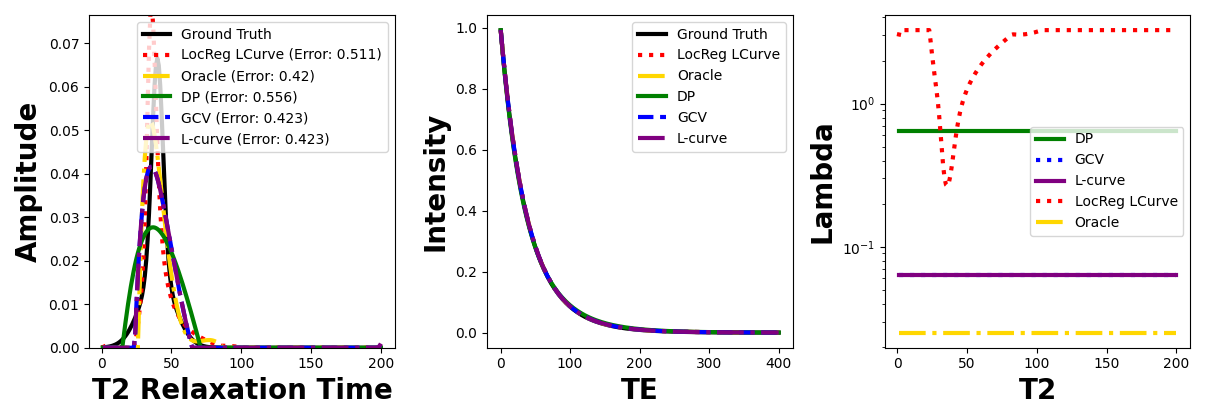 0.07
0.06
0.05
0.04
0.03
0.02
0.01
0.00
0
50
100
150
200
Amplitude
T2 Relaxation Time
Ground Truth
LocReg LCurve (Error: 0.511)
Oracle (Error: 0.42)
DP (Error: 0.556)
GCV (Error: 0.423)
L-curve (Error: 0.423)
1.0
0.8
0.6
0.4
0.2
0.0
0
100
200
300
400
Intensity
TE
Ground Truth
LocReg LCurve
Oracle
DP
GCV
L-curve
10⁰
10⁻¹
0
50
100
150
200
Lambda
T2
DP
GCV
L-curve
LocReg LCurve
Oracle